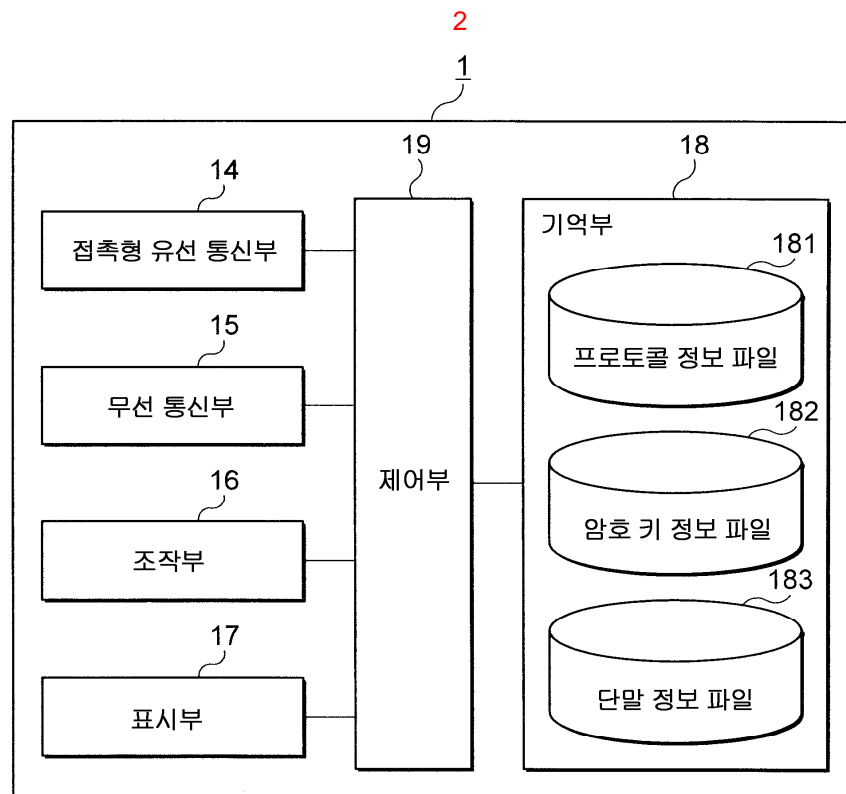 2
1
19
18
14
접촉형 유선 통신부
15
무선 통신부
16
조작부
17
표시부
제어부
기억부
181
프로토콜 정보 파일
182
암호 키 정보 파일
183
단말 정보 파일